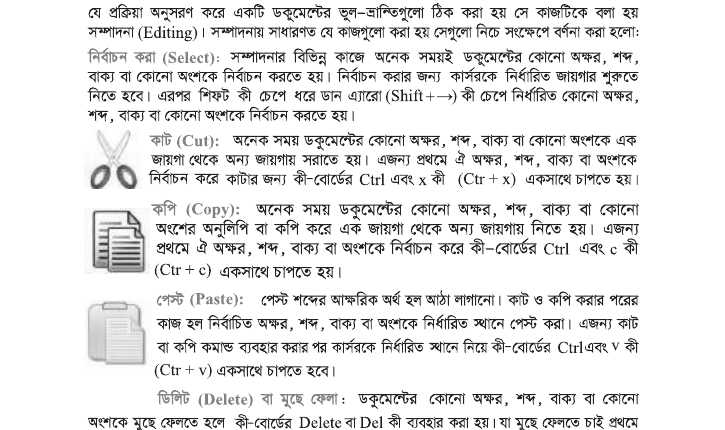 যে প্রক্রিয়া অনুসরণ করে একটি ডকুমেন্টের ভুল-ভ্রান্তিগুলো ঠিক করা হয় সে কাজটিকে বলা হয়
সম্পাদনা (Editing)। সম্পাদনায় সাধারণত যে কাজগুলো করা হয় সেগুলো নিচে সংক্ষেপে বর্ণনা করা হলো:
নির্বাচন করা (Select): সম্পাদনার বিভিন্ন কাজে অনেক সময়ই ডকুমেন্টের কোনো অক্ষর, শব্দ,
বাক্য বা কোনো অংশকে নির্বাচন করতে হয়। নির্বাচন করার জন্য কার্সরকে নির্ধারিত জায়গার শুরুতে
নিতে হবে। এরপর শিফট কী চেপে ধরে ডান এ্যারো (Shift+→) কী চেপে নির্ধারিত কোনো অক্ষর,
শব্দ, বাক্য বা কোনো অংশকে নির্বাচন করতে হয়।
কাট (Cut): অনেক সময় ডকুমেন্টের কোনো অক্ষর, শব্দ, বাক্য বা কোনো অংশকে এক
জায়গা থেকে অন্য জায়গায় সরাতে হয়। এজন্য প্রথমে ঐ অক্ষর, শব্দ, বাক্য বা অংশকে
নির্বাচন করে কাটার জন্য কী-বোর্ডের Ctrl এবং x কী (Ctr + x) একসাথে চাপতে হয়।
কপি (Copy): অনেক সময় ডকুমেন্টের কোনো অক্ষর, শব্দ, বাক্য বা কোনো
অংশের অনুলিপি বা কপি করে এক জায়গা থেকে অন্য জায়গায় নিতে হয়। এজন্য
প্রথমে ঐ অক্ষর, শব্দ, বাক্য বা অংশকে নির্বাচন করে কী-বোর্ডের Ctrl এবং c কী
(Ctr + c) একসাথে চাপতে হয়।
পেস্ট (Paste): পেস্ট শব্দের আক্ষরিক অর্থ হল আঠা লাগানো। কাট ও কপি করার পরের
কাজ হল নির্বাচিত অক্ষর, শব্দ, বাক্য বা অংশকে নির্ধারিত স্থানে পেস্ট করা। এজন্য কাট
বা কপি কমান্ড ব্যবহার করার পর কার্সরকে নির্ধারিত স্থানে নিয়ে কী-বোর্ডের Ctrl এবং v কী
(Ctr + v) একসাথে চাপতে হবে।
ডিলিট (Delete) বা মুছে ফেলা: ডকুমেন্টের কোনো অক্ষর, শব্দ, বাক্য বা কোনো
অংশকে মুছে ফেলতে হলে কী-বোর্ডের Delete বা Del কী ব্যবহার করা হয়। যা মুছে ফেলতে চাই প্রথমে